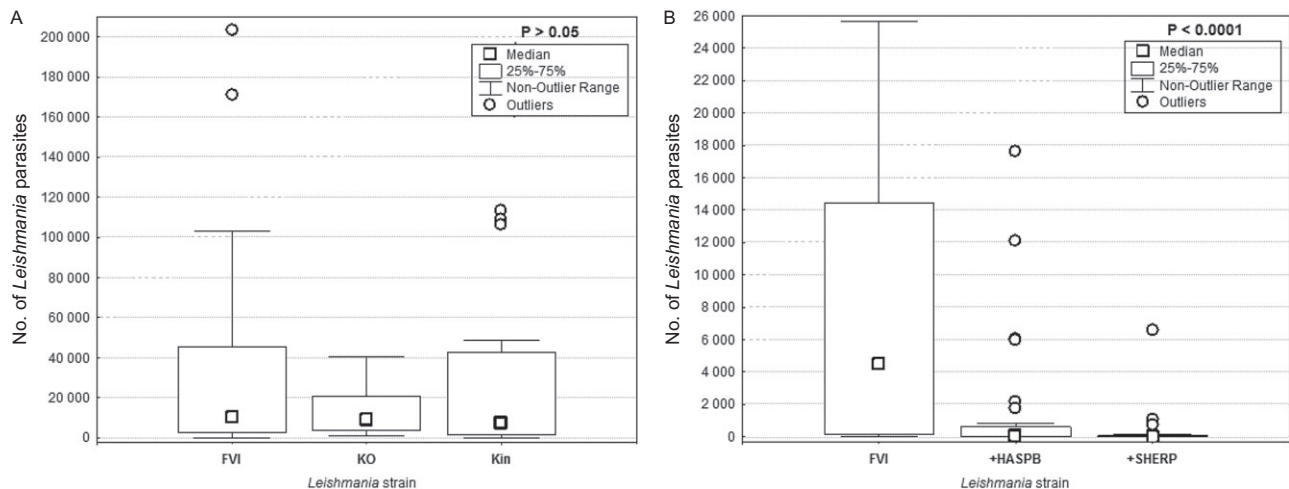 A
P > 0.05
Median
25%-75%
Non-Outlier Range
Outliers
200 000
180 000
160 000
140 000
120 000
100 000
80 000
60 000
40 000
20 000
0
No. of Leishmania parasites
FVI KO Kin
Leishmania strain
B
P < 0.0001
Median
25%-75%
Non-Outlier Range
Outliers
26 000
24 000
22 000
20 000
18 000
16 000
14 000
12 000
10 000
8 000
6 000
4 000
2 000
0
No. of Leishmania parasites
FVI +HASPB +SHERP
Leishmania strain